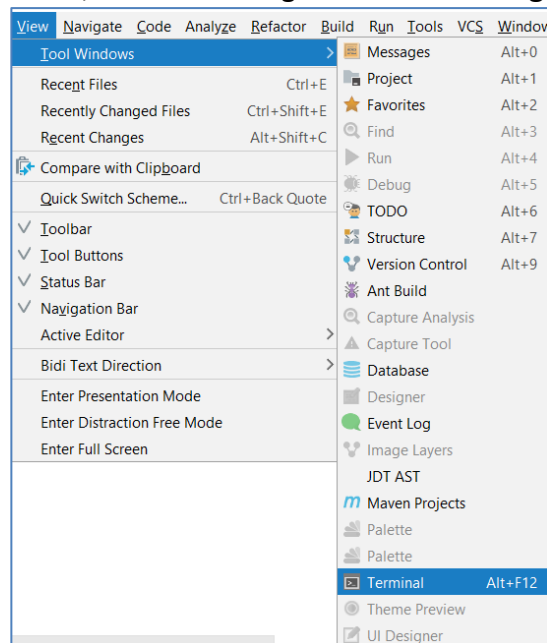 View Navigate Code Analyze Refactor Build Run Tools VCS Window
Tool Windows
Recent Files Ctrl+E
Recently Changed Files Ctrl+Shift+E
Recent Changes Alt+Shift+C
Compare with Clipboard
Quick Switch Scheme... Ctrl+Back Quote
Toolbar
Tool Buttons
Status Bar
Navigation Bar
Active Editor
Bidi Text Direction
Enter Presentation Mode
Enter Distraction Free Mode
Enter Full Screen
Messages Alt+0
Project Alt+1
Favorites Alt+2
Find Alt+3
Run Alt+4
Debug Alt+5
TODO Alt+6
Structure Alt+7
Version Control Alt+9
Ant Build
Capture Analysis
Capture Tool
Database
Designer
Event Log
Image Layers
JDT AST
Maven Projects
Palette
Palette
Terminal Alt+F12
Theme Preview
UI Designer